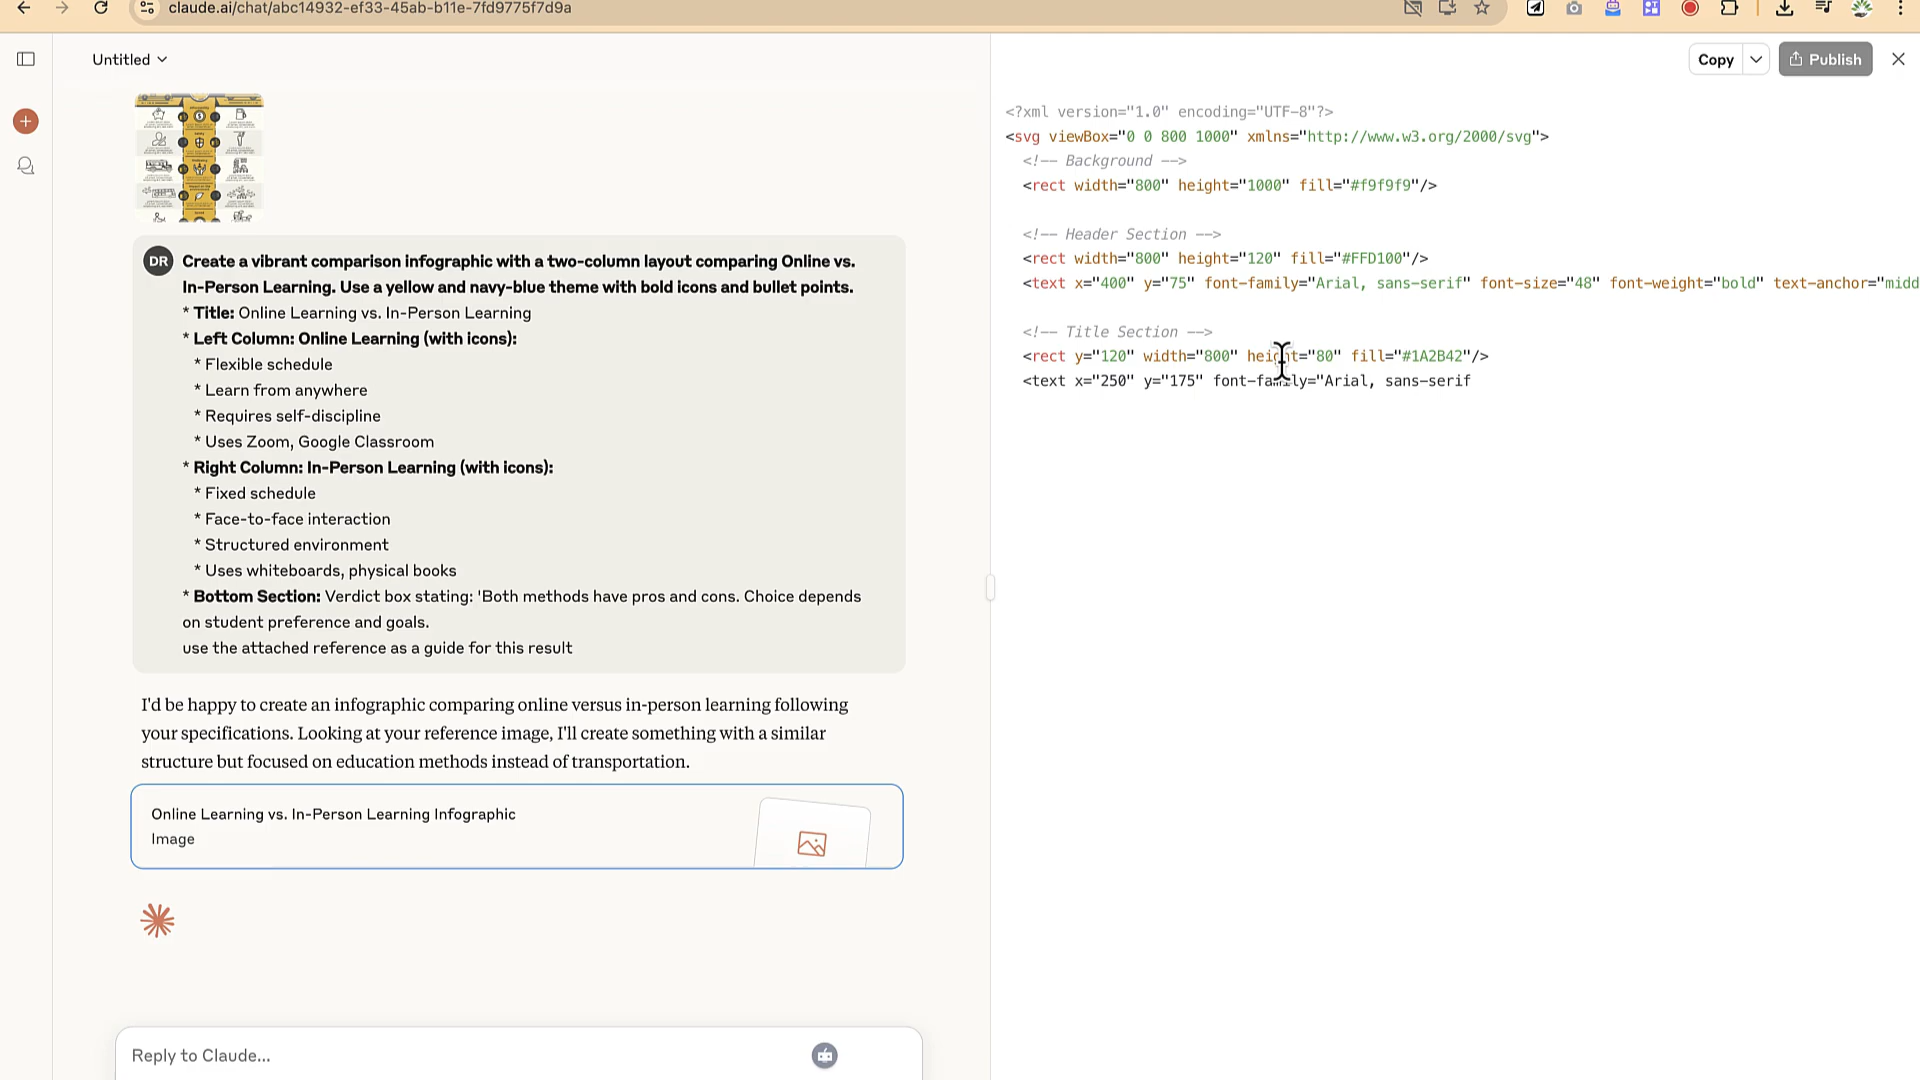 claude.ai/chat/abc14932-ef33-45ab-b11e-7fd9775f7d9a
Untitled
Copy
Publish
DR
Create a vibrant comparison infographic with a two-column layout comparing Online vs.
In-Person Learning. Use a yellow and navy-blue theme with bold icons and bullet points.
* Title: Online Learning vs. In-Person Learning
* Left Column: Online Learning (with icons):
* Flexible schedule
* Learn from anywhere
* Requires self-discipline
* Uses Zoom, Google Classroom
* Right Column: In-Person Learning (with icons):
* Fixed schedule
* Face-to-face interaction
* Structured environment
* Uses whiteboards, physical books
* Bottom Section: Verdict box stating: 'Both methods have pros and cons. Choice depends
on student preference and goals.
use the attached reference as a guide for this result
I'd be happy to create an infographic comparing online versus in-person learning following
your specifications. Looking at your reference image, I'll create something with a similar
structure but focused on education methods instead of transportation.
Online Learning vs. In-Person Learning Infographic
Image
Reply to Claude...
<?xml version="1.0" encoding="UTF-8"?>
<svg viewBox="0 0 800 1000" xmlns="http://www.w3.org/2000/svg">
<!-- Background -->
<rect width="800" height="1000" fill="#f9f9f9"/>
<!-- Header Section -->
<rect width="800" height="120" fill="#FFD100"/>
<text x="400" y="75" font-family="Arial, sans-serif" font-size="48" font-weight="bold" text-anchor="midd
<!-- Title Section -->
<rect y="120" width="800" height="80" fill="#1A2B42"/>
<text x="250" y="175" font-family="Arial, sans-serif